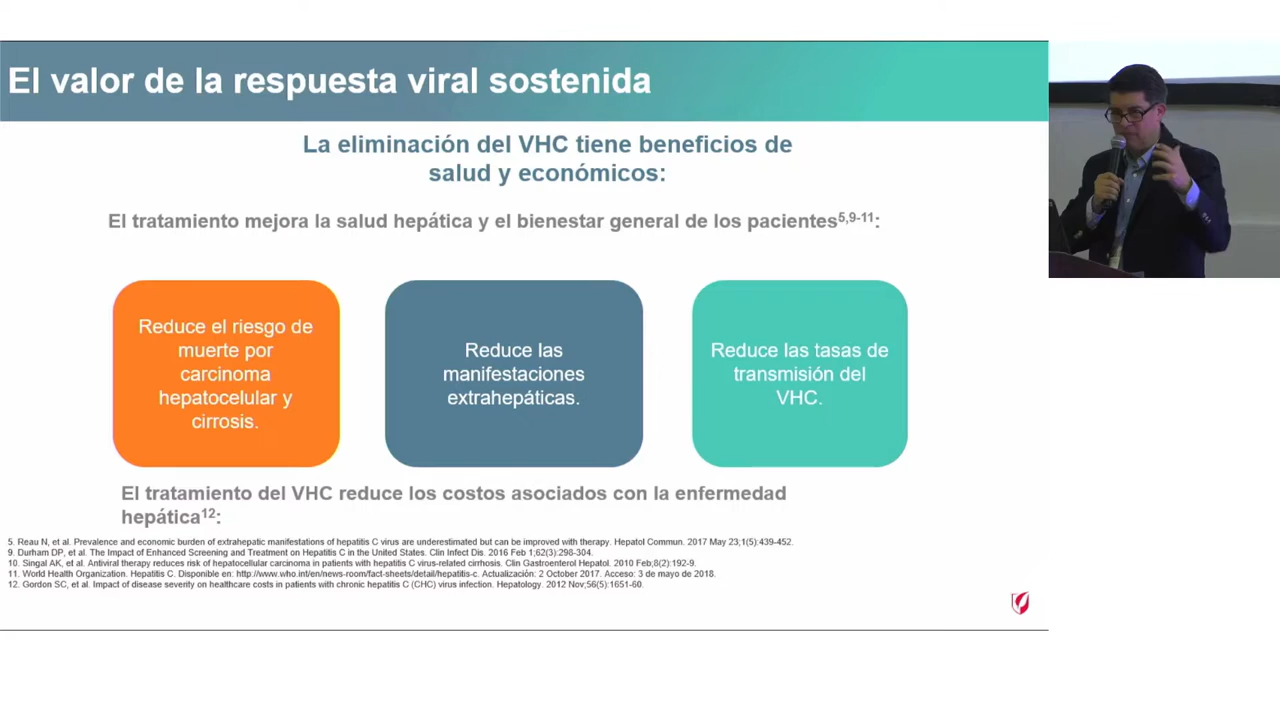 El valor de la respuesta viral sostenida
La eliminación del VHC tiene beneficios de
salud y económicos:
El tratamiento mejora la salud hepática y el bienestar general de los pacientes5,9-11:
Reduce el riesgo de
muerte por
carcinoma
hepatocelular y
cirrosis.
Reduce las
manifestaciones
extrahepáticas.
Reduce las tasas de
transmisión del
VHC.
El tratamiento del VHC reduce los costos asociados con la enfermedad
hepática12:
5. Reau N, et al. Prevalence and economic burden of extrahepatic manifestations of hepatitis C virus are underestimated but can be improved with therapy. Hepatol Commun. 2017 May 23;1(5):439-452.
9. Durham DP, et al. The Impact of Enhanced Screening and Treatment on Hepatitis C in the United States. Clin Infect Dis. 2016 Feb 1;62(3):298-304.
10. Singal AK, et al. Antiviral therapy reduces risk of hepatocellular carcinoma in patients with hepatitis C virus-related cirrhosis. Clin Gastroenterol Hepatol. 2010 Feb;8(2):192-9.
11. World Health Organization. Hepatitis C. Disponible en: http://www.who.int/en/news-room/fact-sheets/detail/hepatitis-c. Actualización: 2 October 2017. Acceso: 3 de mayo de 2018.
12. Gordon SC, et al. Impact of disease severity on healthcare costs in patients with chronic hepatitis C (CHC) virus infection. Hepatology. 2012 Nov;56(5):1651-60.